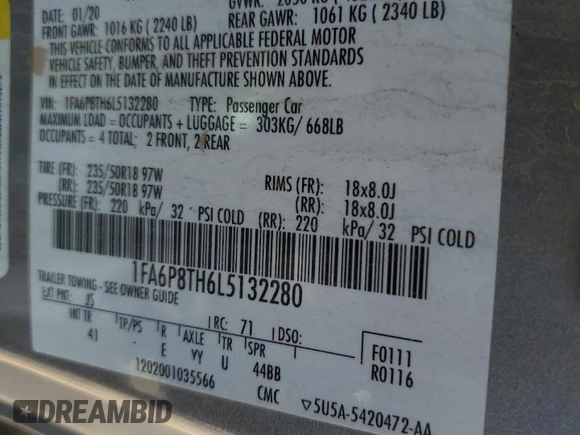 DATE: 01/20
FRONT GAWR: 1016 KG ( 2240 LB) REAR GAWR: 1061 KG ( 2340 LB)
THIS VEHICLE CONFORMS TO ALL APPLICABLE FEDERAL MOTOR
VEHICLE SAFETY, BUMPER, AND THEFT PREVENTION STANDARDS
IN EFFECT ON THE DATE OF MANUFACTURE SHOWN ABOVE.
VIN: 1FA6P8TH6L5132280 TYPE: Passenger Car
MAXIMUM LOAD = OCCUPANTS + LUGGAGE = 303KG/ 668LB
OCCUPANTS = 4 TOTAL; 2 FRONT, 2 REAR
TIRE (FR): 235/50R18 97W RIMS (FR): 18x8.0J
(RR): 235/50R18 97W (RR): 18x8.0J
PRESSURE (FR): 220 kPa/ 32 PSI COLD (RR): 220 kPa/ 32 PSI COLD
1FA6P8TH6L5132280
TRAILER TOWING - SEE OWNER GUIDE
EXT PNT: JS RC: 71 DSO:
INT TR TP/PS R AXLE TR SPR F0111
41 E VY U 44BB R0116
1202001035566 CMC ▽5U5A-5420472-AA
DREAMBID